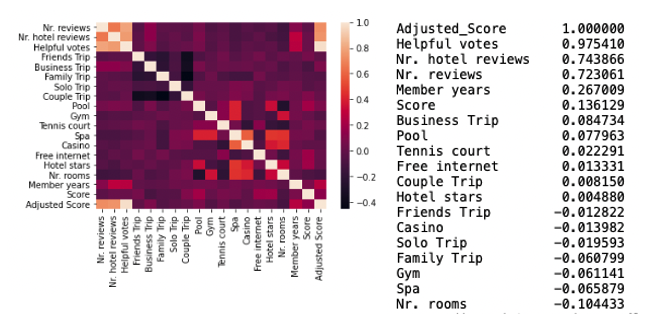 Nr. reviews
Nr. hotel reviews
Helpful votes
Friends Trip
Business Trip
Family Trip
Solo Trip
Couple Trip
Pool
Gym
Tennis court
Spa
Casino
Free internet
Hotel stars
Nr. rooms
Member years
Score
Adjusted Score
Nr. reviews
Nr. hotel reviews
Helpful votes
Friends Trip
Business Trip
Family Trip
Solo Trip
Couple Trip
Pool
Gym
Tennis court
Spa
Casino
Free internet
Hotel stars
Nr. rooms
Member years
Score
Adjusted Score
1.0
0.8
0.6
0.4
0.2
0.0
−0.2
−0.4
Adjusted_Score 1.000000
Helpful votes 0.975410
Nr. hotel reviews 0.743866
Nr. reviews 0.723061
Member years 0.267009
Score 0.136129
Business Trip 0.084734
Pool 0.077963
Tennis court 0.022291
Free internet 0.013331
Couple Trip 0.008150
Hotel stars 0.004880
Friends Trip -0.012822
Casino -0.013982
Solo Trip -0.019593
Family Trip -0.060799
Gym -0.061141
Spa -0.065879
Nr. rooms -0.104433